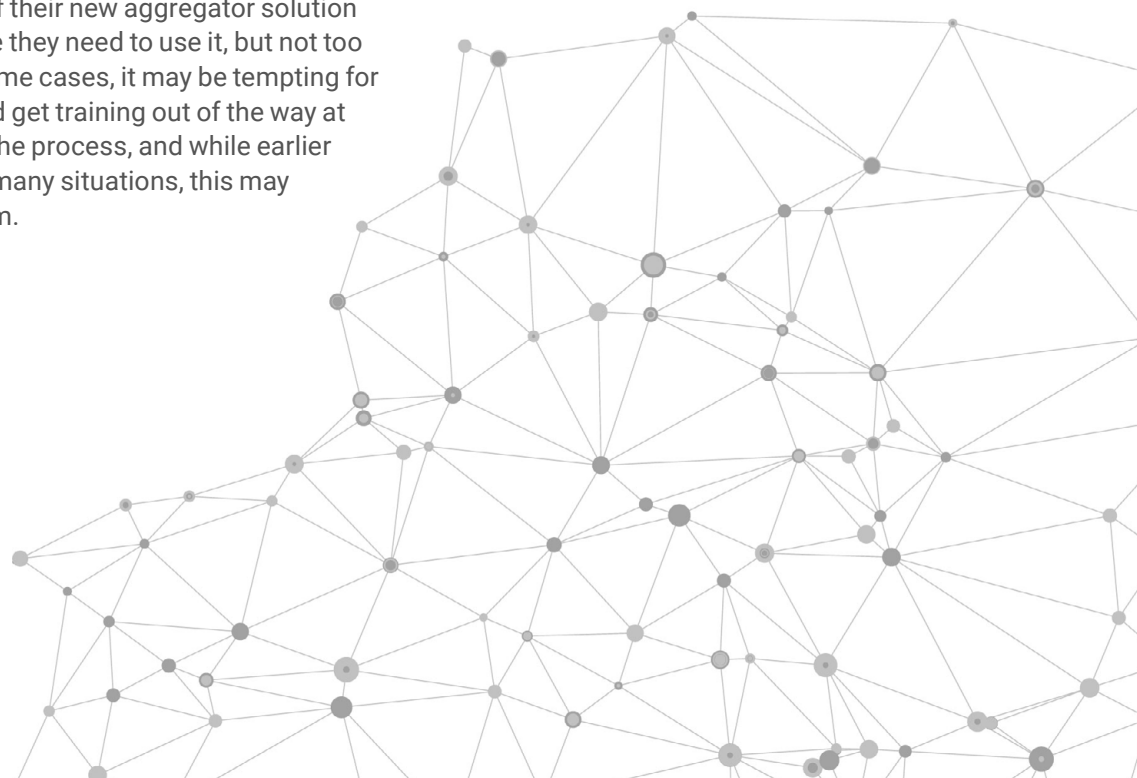 f their new aggregator solution
e they need to use it, but not too
me cases, it may be tempting for
d get training out of the way at
he process, and while earlier
many situations, this may
n.